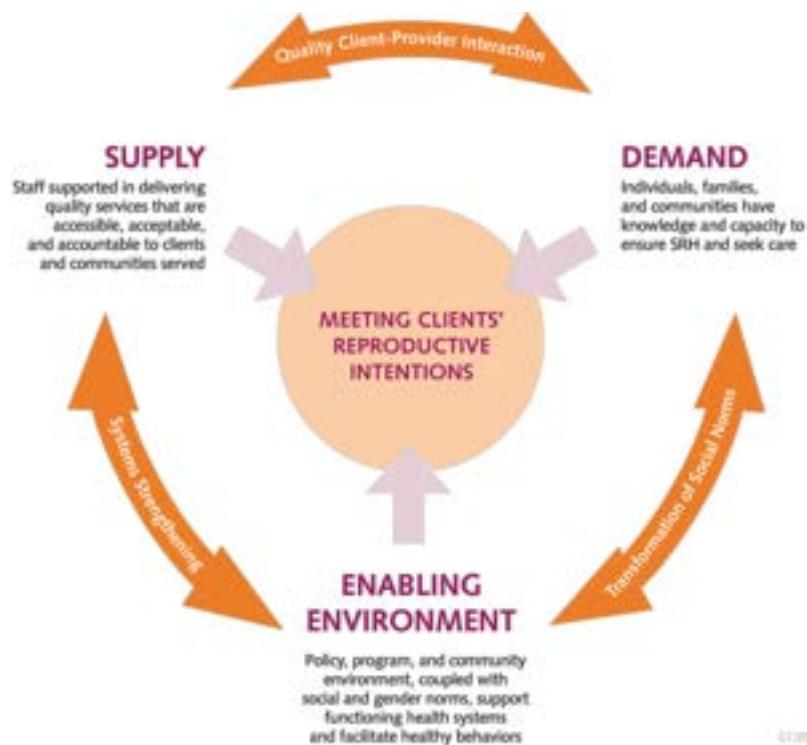 Quality Client-Provider Interaction
SUPPLY
Staff supported in delivering
quality services that are
accessible, acceptable,
and accountable to clients
and communities served
DEMAND
Individuals, families,
and communities have
knowledge and capacity to
ensure SRH and seek care
MEETING CLIENTS'
REPRODUCTIVE
INTENTIONS
Systems Strengthening
Transformation of Social Norms
ENABLING
ENVIRONMENT
Policy, program, and community
environment, coupled with
social and gender norms, support
functioning health systems
and facilitate healthy behaviors